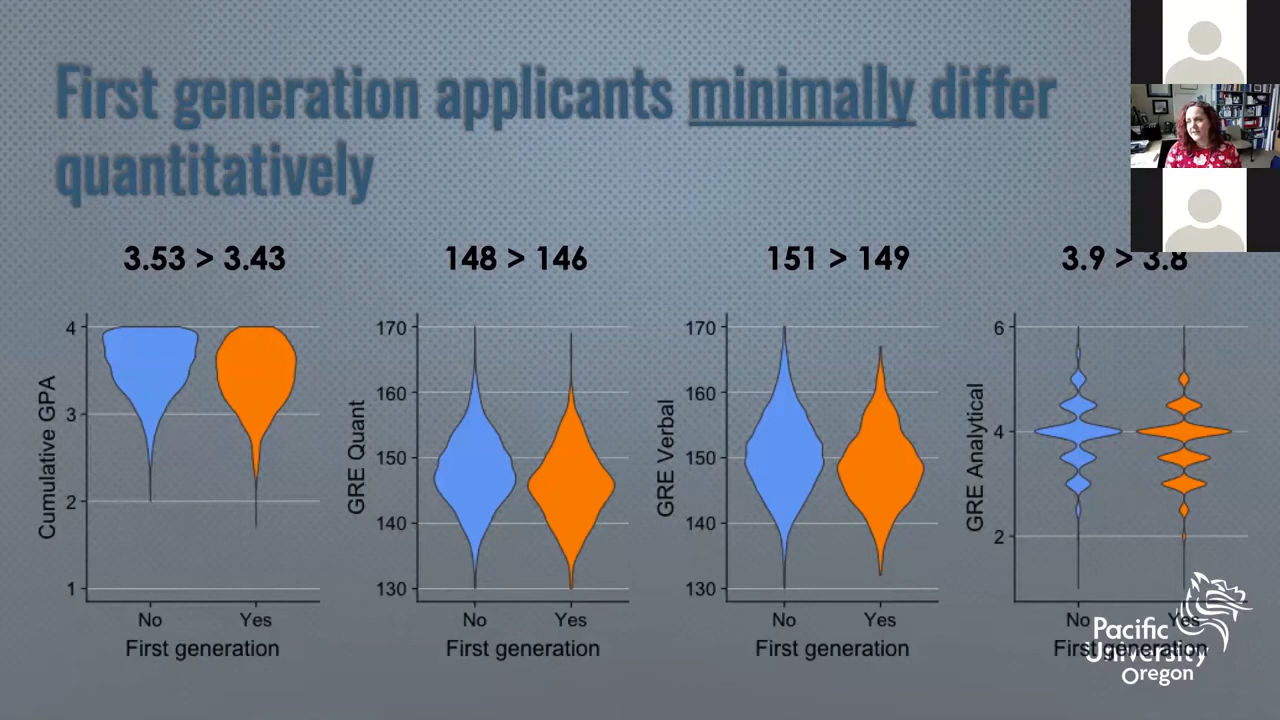 First generation applicants minimally differ
quantitatively
3.53 > 3.43
148 > 146
151 > 149
3.9 > 3.8
Cumulative GPA
4
3
2
1
No
Yes
First generation
GRE Quant
170
160
150
140
130
No
Yes
First generation
GRE Verbal
170
160
150
140
130
No
Yes
First generation
GRE Analytical
6
4
2
No
Yes
First generation
Pacific
University
Oregon